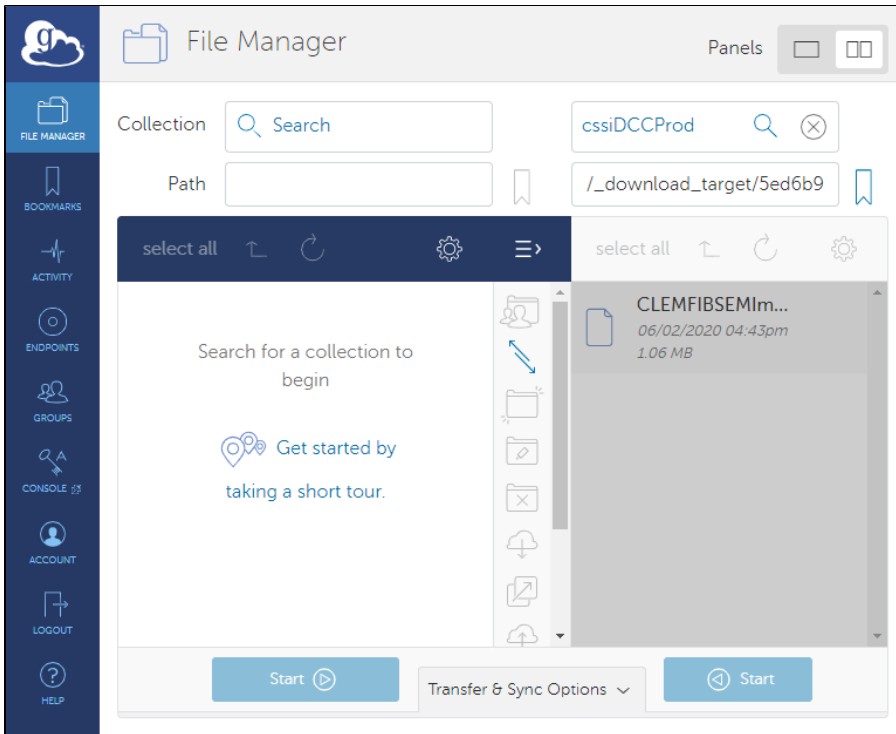 g
File Manager
Panels
FILE MANAGER
BOOKMARKS
ACTIVITY
ENDPOINTS
GROUPS
CONSOLE
ACCOUNT
LOGOUT
HELP
Collection
Search
cssiDCCProd
Path
/_download_target/5ed6b9
select all
select all
Search for a collection to
begin
Get started by
taking a short tour.
CLEMFIBSEMIm...
06/02/2020 04:43pm
1.06 MB
Start
Transfer & Sync Options
Start